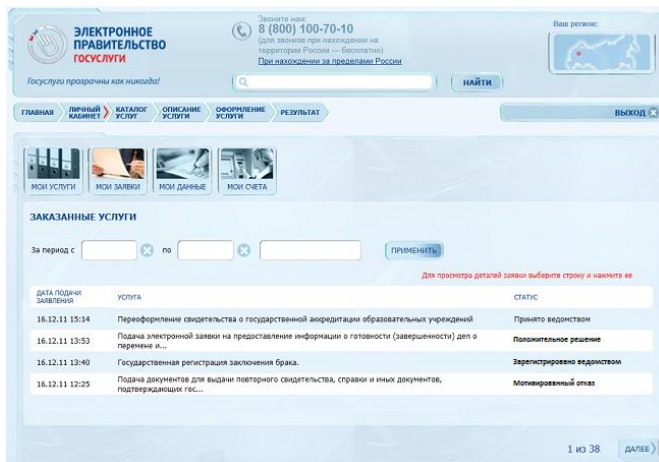 ЭЛЕКТРОННОЕ
ПРАВИТЕЛЬСТВО
ГОСУСЛУГИ
Госуслуги прозрачны как никогда!
Звоните нам:
8 (800) 100-70-10
(для звонков при нахождении на
территории России — бесплатно)
При нахождении за пределами России
Ваш регион:
НАЙТИ
ГЛАВНАЯ
ЛИЧНЫЙ
КАБИНЕТ
КАТАЛОГ
УСЛУГ
ОПИСАНИЕ
УСЛУГИ
ОФОРМЛЕНИЕ
УСЛУГИ
РЕЗУЛЬТАТ
ВЫХОД
МОИ УСЛУГИ
МОИ ЗАЯВКИ
МОИ ДАННЫЕ
МОИ СЧЕТА
ЗАКАЗАННЫЕ УСЛУГИ
За период с
по
ПРИМЕНИТЬ
Для просмотра деталей заявки выберите строку и нажмите ее
ДАТА ПОДАЧИ
ЗАЯВЛЕНИЯ
УСЛУГА
СТАТУС
16.12.11 15:14 Переоформление свидетельства о государственной аккредитации образовательных учреждений Принято ведомством
16.12.11 13:53 Подача электронной заявки на предоставление информации о готовности (завершенности) дел о
перемене и... Положительное решение
16.12.11 13:40 Государственная регистрация заключения брака. Зарегистрировано ведомством
16.12.11 12:25 Подача документов для выдачи повторного свидетельства, справки и иных документов,
подтверждающих гос... Мотивированный отказ
1 из 38
ДАЛЕЕ